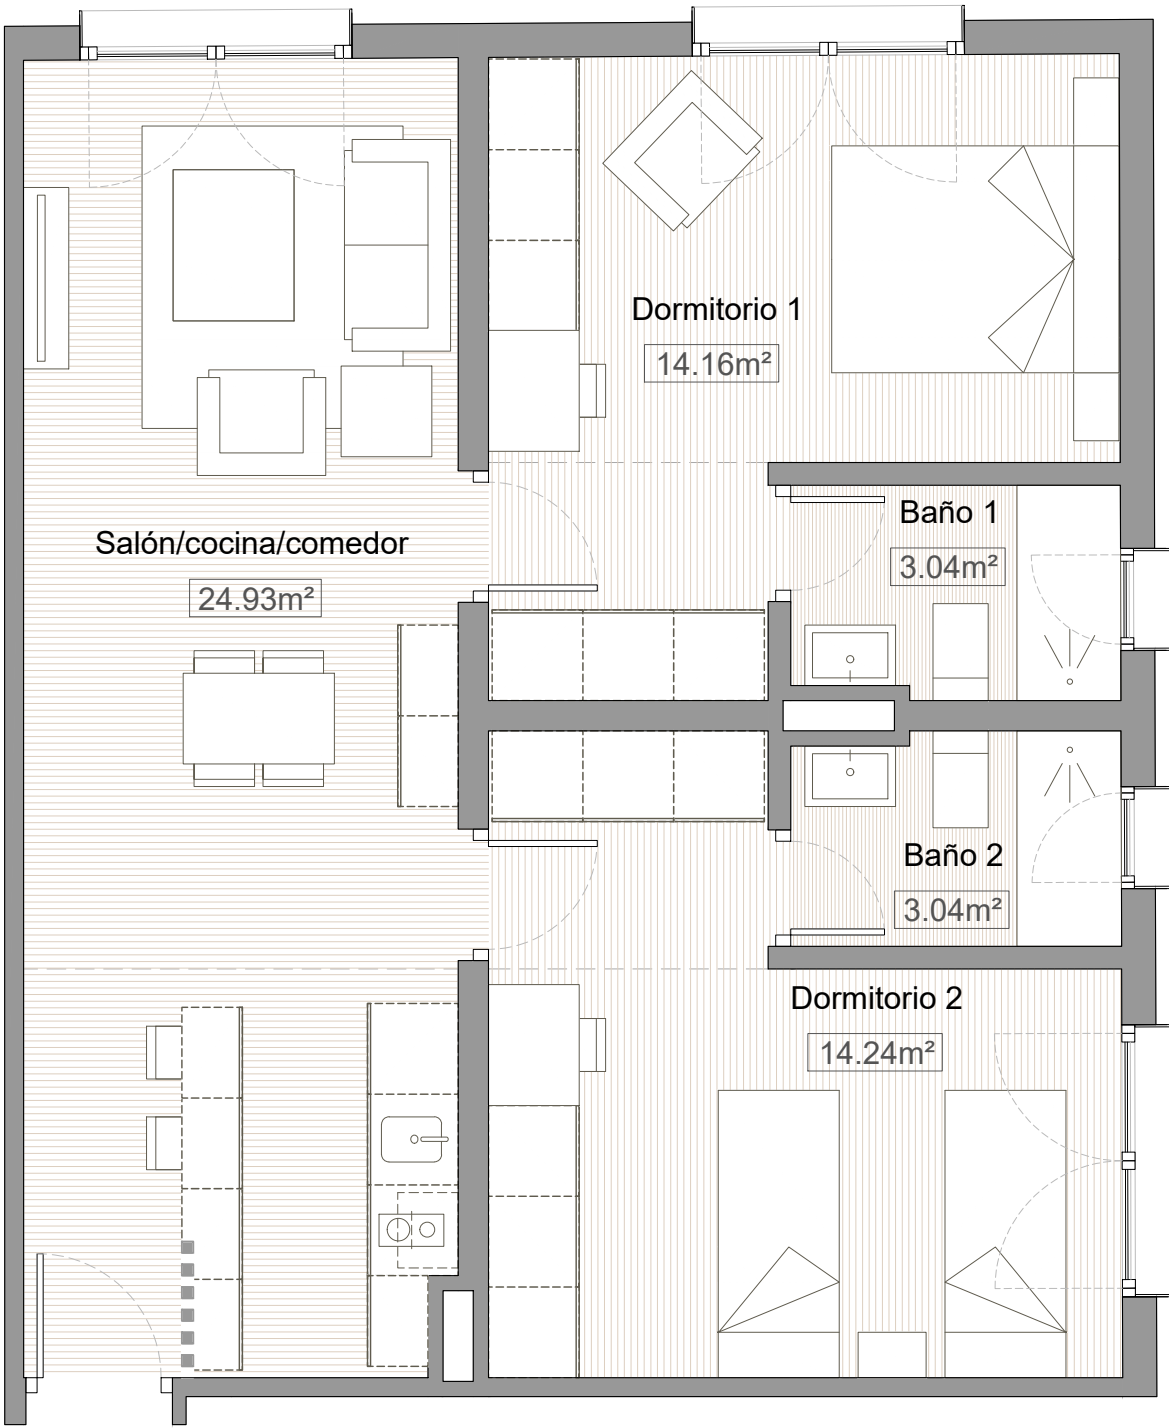 Dormitorio 1
14.16m²
Baño 1
3.04m²
Salón/cocina/comedor
24.93m²
Baño 2
3.04m²
Dormitorio 2
14.24m²